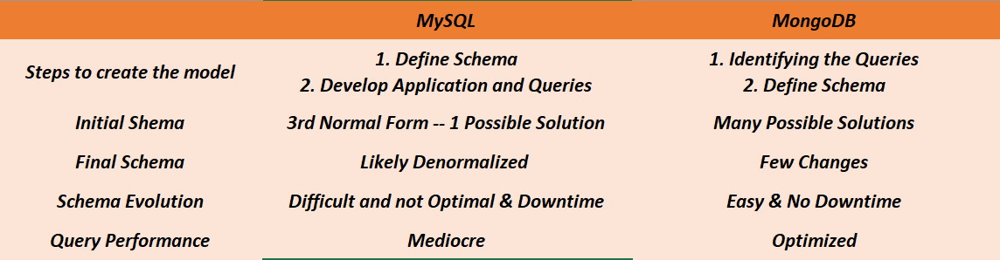 MySQL MongoDB
Steps to create the model 1. Define Schema 1. Identifying the Queries
2. Develop Application and Queries 2. Define Schema
Initial Shema 3rd Normal Form -- 1 Possible Solution Many Possible Solutions
Final Schema Likely Denormalized Few Changes
Schema Evolution Difficult and not Optimal & Downtime Easy & No Downtime
Query Performance Mediocre Optimized